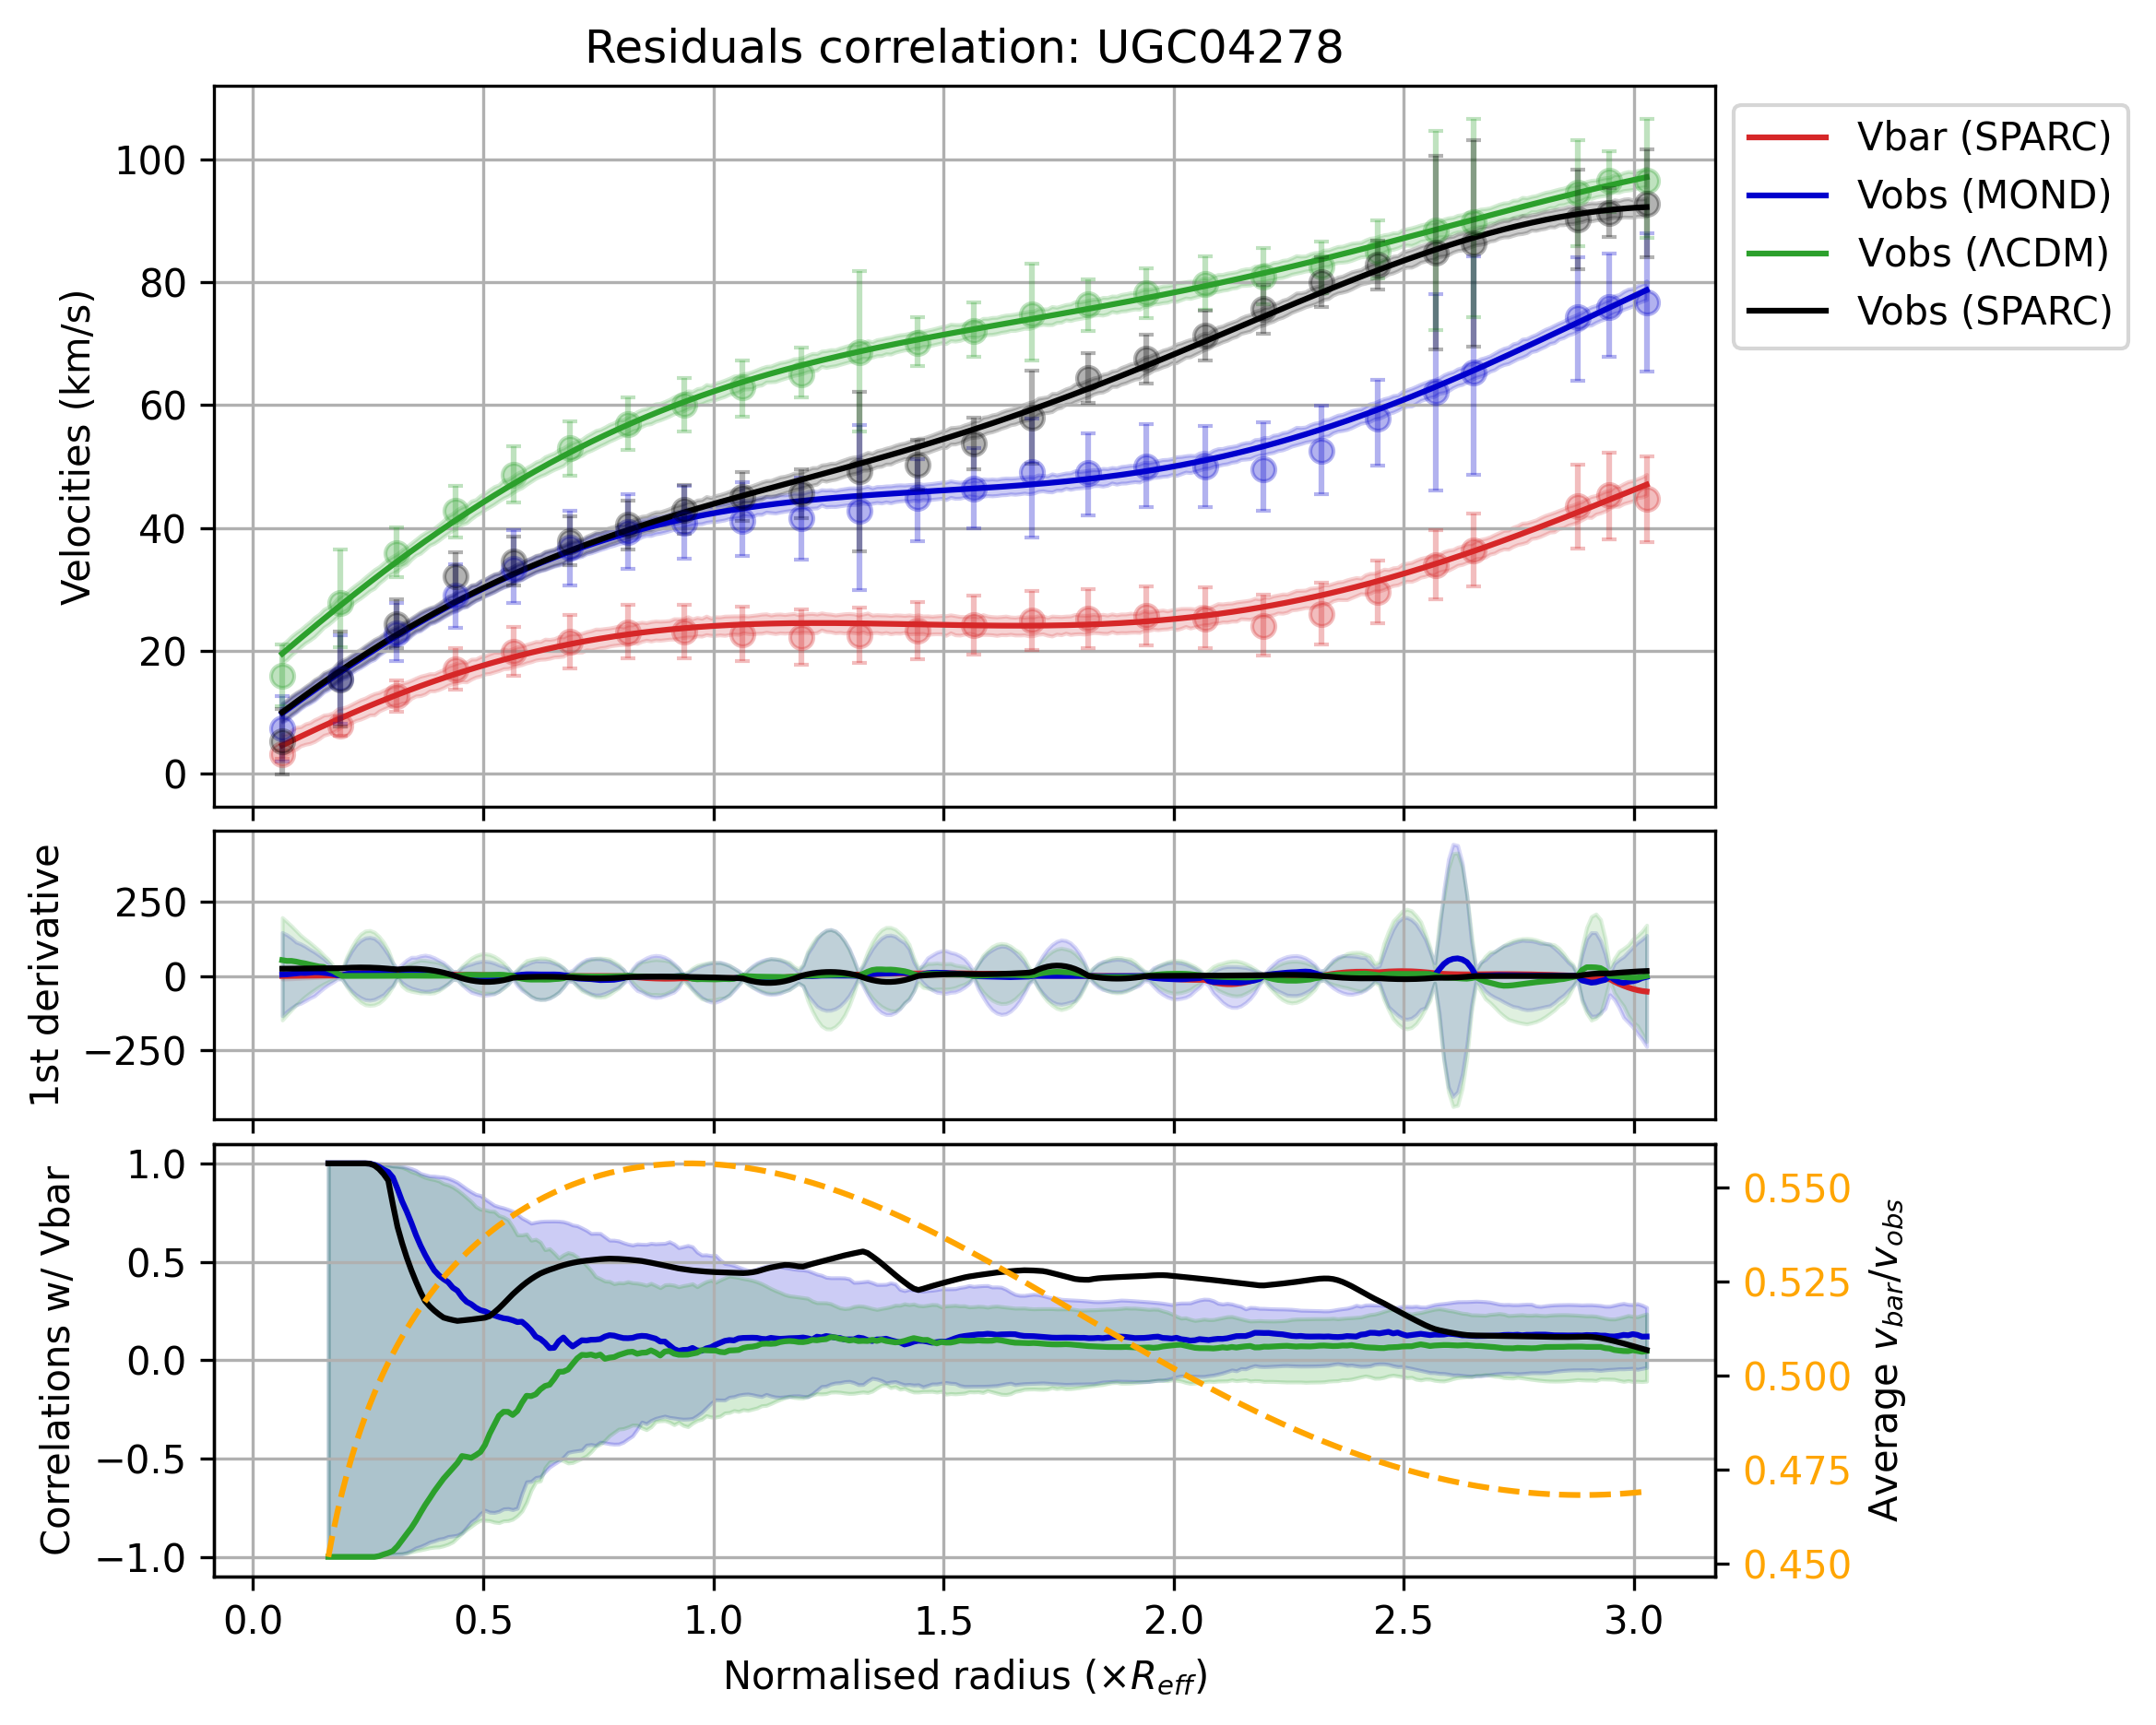 Residuals correlation: UGC04278
Velocities (km/s)
100
80
60
40
20
0
Vbar (SPARC)
Vobs (MOND)
Vobs (ΛCDM)
Vobs (SPARC)
1st derivative
250
0
−250
Correlations w/ Vbar
1.0
0.5
0.0
−0.5
−1.0
0.550
0.525
0.500
0.475
0.450
Average v_bar/v_obs
0.0 0.5 1.0 1.5 2.0 2.5 3.0
Normalised radius (×R_eff)